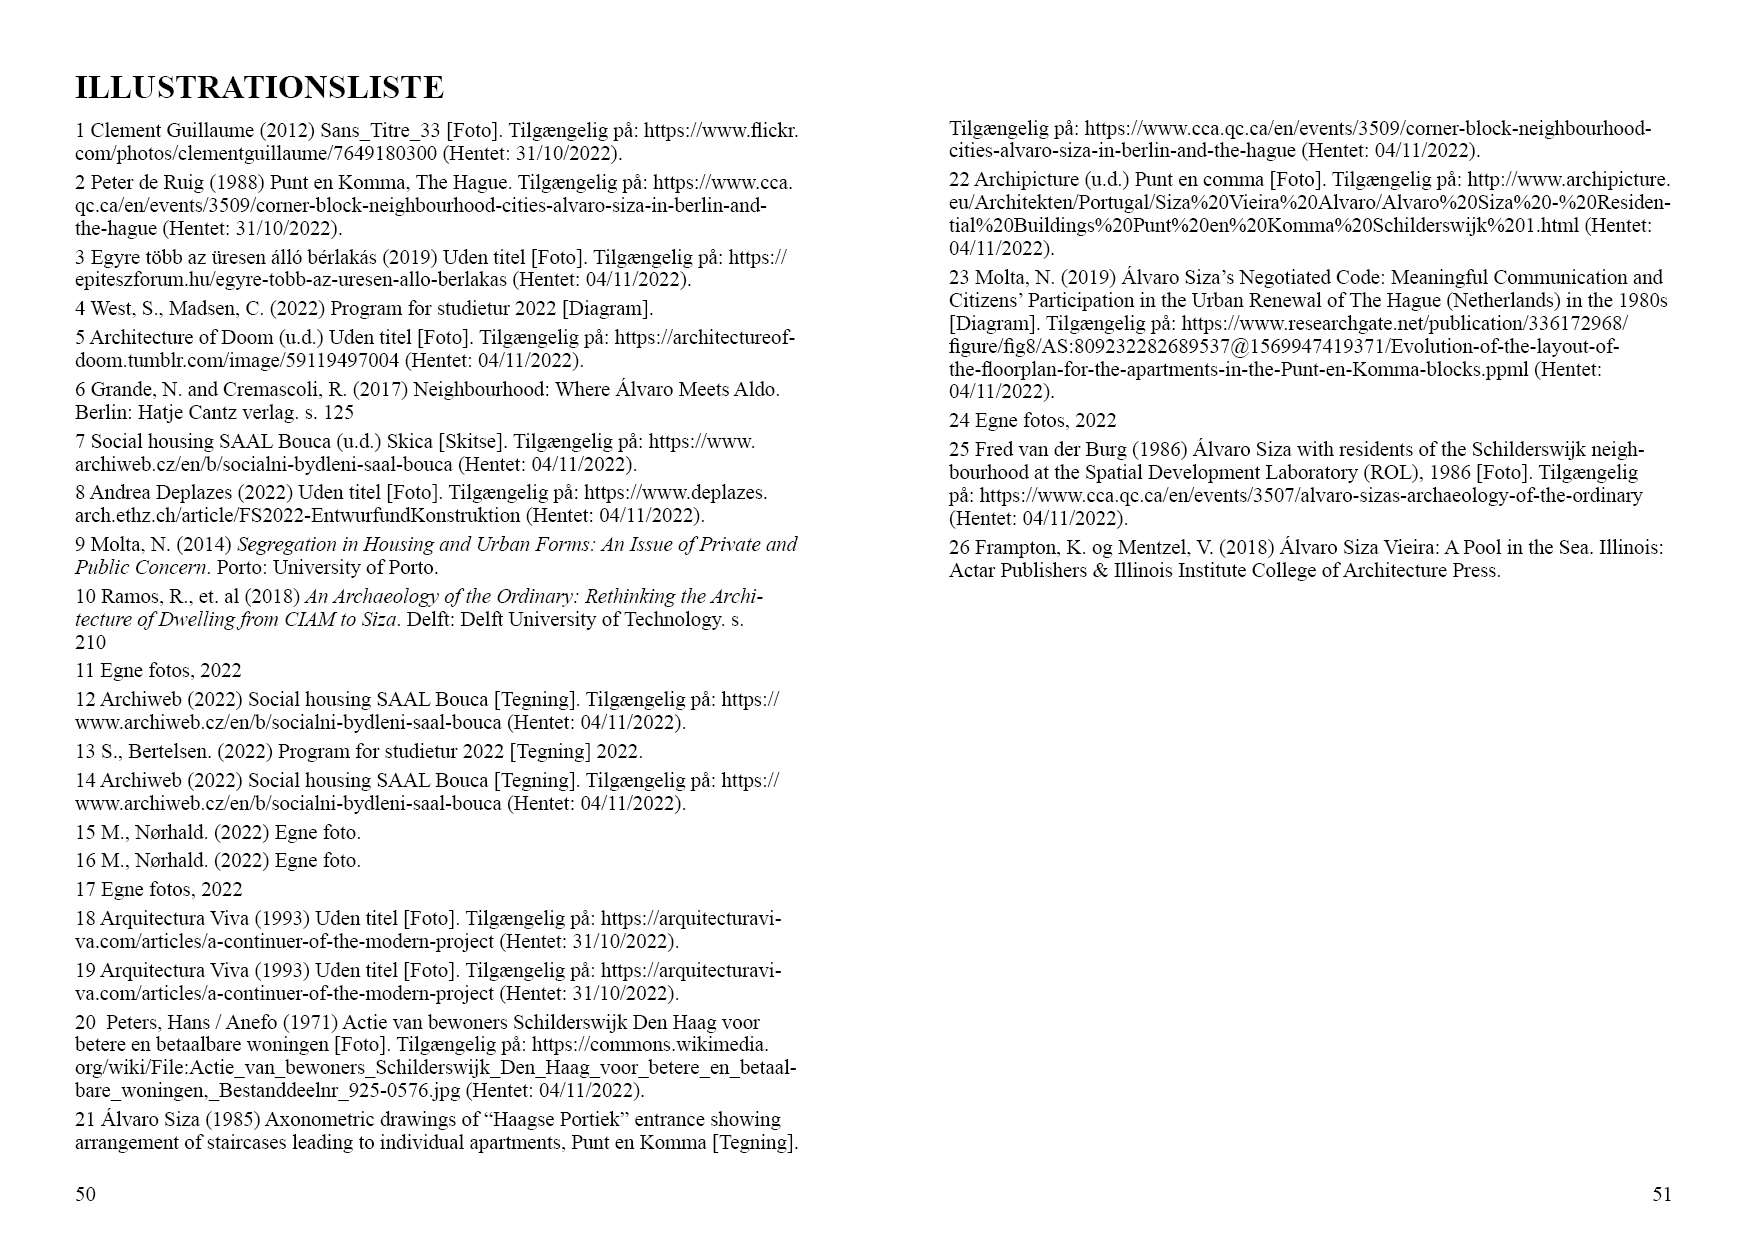 ILLUSTRATIONSLISTE
1 Clement Guillaume (2012) Sans_Titre_33 [Foto]. Tilgængelig på: https://www.flickr.
com/photos/clementguillaume/7649180300 (Hentet: 31/10/2022).
2 Peter de Ruig (1988) Punt en Komma, The Hague. Tilgængelig på: https://www.cca.
qc.ca/en/events/3509/corner-block-neighbourhood-cities-alvaro-siza-in-berlin-and-
the-hague (Hentet: 31/10/2022).
3 Egyre több az üresen álló bérlakás (2019) Uden titel [Foto]. Tilgængelig på: https://
epiteszforum.hu/egyre-tobb-az-uresen-allo-berlakas (Hentet: 04/11/2022).
4 West, S., Madsen, C. (2022) Program for studietur 2022 [Diagram].
5 Architecture of Doom (u.d.) Uden titel [Foto]. Tilgængelig på: https://architectureof-
doom.tumblr.com/image/59119497004 (Hentet: 04/11/2022).
6 Grande, N. and Cremascoli, R. (2017) Neighbourhood: Where Álvaro Meets Aldo.
Berlin: Hatje Cantz verlag. s. 125
7 Social housing SAAL Bouca (u.d.) Skica [Skitse]. Tilgængelig på: https://www.
archiweb.cz/en/b/socialni-bydleni-saal-bouca (Hentet: 04/11/2022).
8 Andrea Deplazes (2022) Uden titel [Foto]. Tilgængelig på: https://www.deplazes.
arch.ethz.ch/article/FS2022-EntwurfundKonstruktion (Hentet: 04/11/2022).
9 Molta, N. (2014) Segregation in Housing and Urban Forms: An Issue of Private and
Public Concern. Porto: University of Porto.
10 Ramos, R., et. al (2018) An Archaeology of the Ordinary: Rethinking the Archi-
tecture of Dwelling from CIAM to Siza. Delft: Delft University of Technology. s.
210
11 Egne fotos, 2022
12 Archiweb (2022) Social housing SAAL Bouca [Tegning]. Tilgængelig på: https://
www.archiweb.cz/en/b/socialni-bydleni-saal-bouca (Hentet: 04/11/2022).
13 S., Bertelsen. (2022) Program for studietur 2022 [Tegning] 2022.
14 Archiweb (2022) Social housing SAAL Bouca [Tegning]. Tilgængelig på: https://
www.archiweb.cz/en/b/socialni-bydleni-saal-bouca (Hentet: 04/11/2022).
15 M., Nørhald. (2022) Egne foto.
16 M., Nørhald. (2022) Egne foto.
17 Egne fotos, 2022
18 Arquitectura Viva (1993) Uden titel [Foto]. Tilgængelig på: https://arquitecturavi-
va.com/articles/a-continuer-of-the-modern-project (Hentet: 31/10/2022).
19 Arquitectura Viva (1993) Uden titel [Foto]. Tilgængelig på: https://arquitecturavi-
va.com/articles/a-continuer-of-the-modern-project (Hentet: 31/10/2022).
20  Peters, Hans / Anefo (1971) Actie van bewoners Schilderswijk Den Haag voor
betere en betaalbare woningen [Foto]. Tilgængelig på: https://commons.wikimedia.
org/wiki/File:Actie_van_bewoners_Schilderswijk_Den_Haag_voor_betere_en_betaal-
bare_woningen,_Bestanddeelnr_925-0576.jpg (Hentet: 04/11/2022).
21 Álvaro Siza (1985) Axonometric drawings of “Haagse Portiek” entrance showing
arrangement of staircases leading to individual apartments, Punt en Komma [Tegning].
50
Tilgængelig på: https://www.cca.qc.ca/en/events/3509/corner-block-neighbourhood-
cities-alvaro-siza-in-berlin-and-the-hague (Hentet: 04/11/2022).
22 Archipicture (u.d.) Punt en comma [Foto]. Tilgængelig på: http://www.archipicture.
eu/Architekten/Portugal/Siza%20Vieira%20Alvaro/Alvaro%20Siza%20-%20Residen-
tial%20Buildings%20Punt%20en%20Komma%20Schilderswijk%201.html (Hentet:
04/11/2022).
23 Molta, N. (2019) Álvaro Siza’s Negotiated Code: Meaningful Communication and
Citizens’ Participation in the Urban Renewal of The Hague (Netherlands) in the 1980s
[Diagram]. Tilgængelig på: https://www.researchgate.net/publication/336172968/
figure/fig8/AS:809232282689537@1569947419371/Evolution-of-the-layout-of-
the-floorplan-for-the-apartments-in-the-Punt-en-Komma-blocks.ppml (Hentet:
04/11/2022).
24 Egne fotos, 2022
25 Fred van der Burg (1986) Álvaro Siza with residents of the Schilderswijk neigh-
bourhood at the Spatial Development Laboratory (ROL), 1986 [Foto]. Tilgængelig
på: https://www.cca.qc.ca/en/events/3507/alvaro-sizas-archaeology-of-the-ordinary
(Hentet: 04/11/2022).
26 Frampton, K. og Mentzel, V. (2018) Álvaro Siza Vieira: A Pool in the Sea. Illinois:
Actar Publishers & Illinois Institute College of Architecture Press.
51